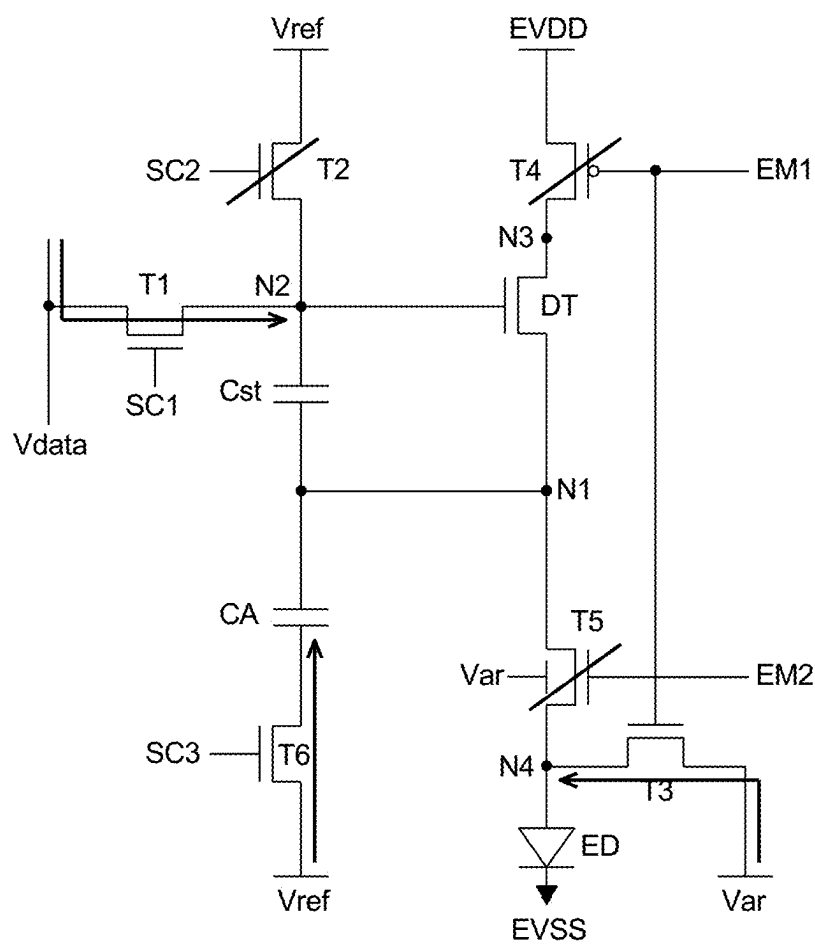 Vref
EVDD
SC2
T2
T4
EM1
N3
T1
N2
DT
SC1
Cst
Vdata
N1
CA
T5
Var
EM2
SC3
T6
N4
T3
ED
Vref
Var
EVSS